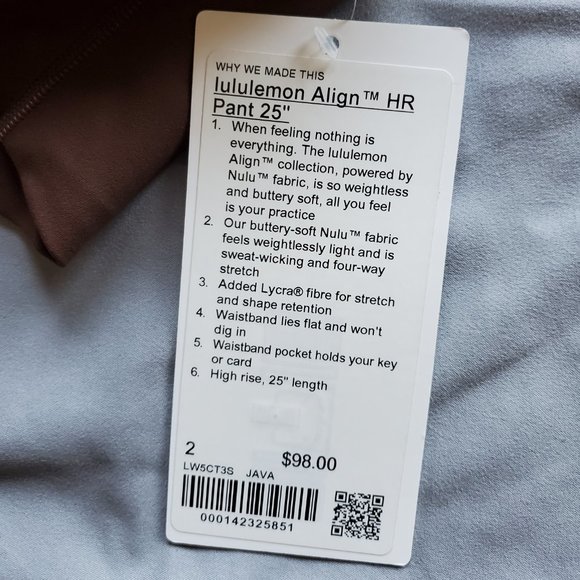 WHY WE MADE THIS
lululemon Align™ HR
Pant 25"
1. When feeling nothing is
everything. The lululemon
Align™ collection, powered by
Nulu™ fabric, is so weightless
and buttery soft, all you feel
is your practice
2. Our buttery-soft Nulu™ fabric
feels weightlessly light and is
sweat-wicking and four-way
stretch
3. Added Lycra® fibre for stretch
and shape retention
4. Waistband lies flat and won't
dig in
5. Waistband pocket holds your key
or card
6. High rise, 25" length
2 $98.00
LW5CT3S JAVA
000142325851